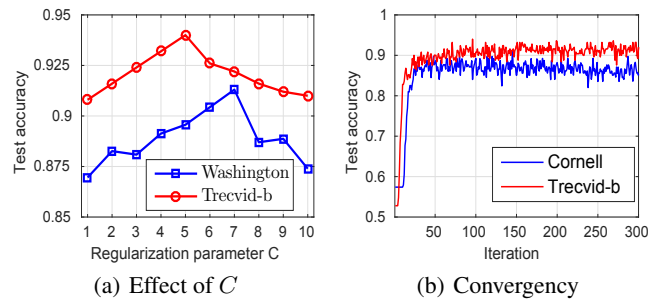 0.95
0.925
0.9
0.875
0.85
Test accuracy
Washington
Trecvid-b
1 2 3 4 5 6 7 8 9 10
Regularization parameter C
(a) Effect of C
1
0.9
0.8
0.7
0.6
0.5
Test accuracy
Cornell
Trecvid-b
50 100 150 200 250 300
Iteration
(b) Convergency